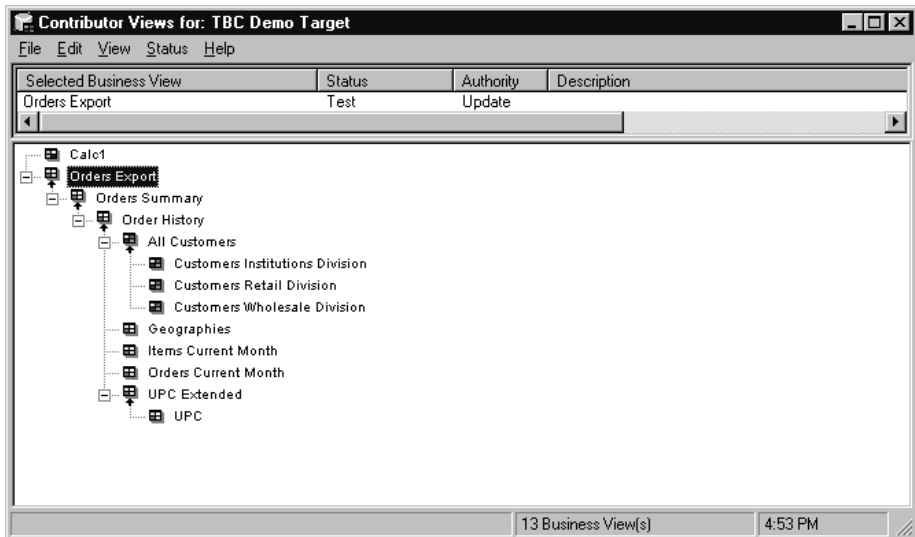 Contributor Views for: TBC Demo Target
File Edit View Status Help
Selected Business View Status Authority Description
Orders Export Test Update
Calc1
Orders Export
Orders Summary
Order History
All Customers
Customers Institutions Division
Customers Retail Division
Customers Wholesale Division
Geographies
Items Current Month
Orders Current Month
UPC Extended
UPC
13 Business View(s) 4:53 PM